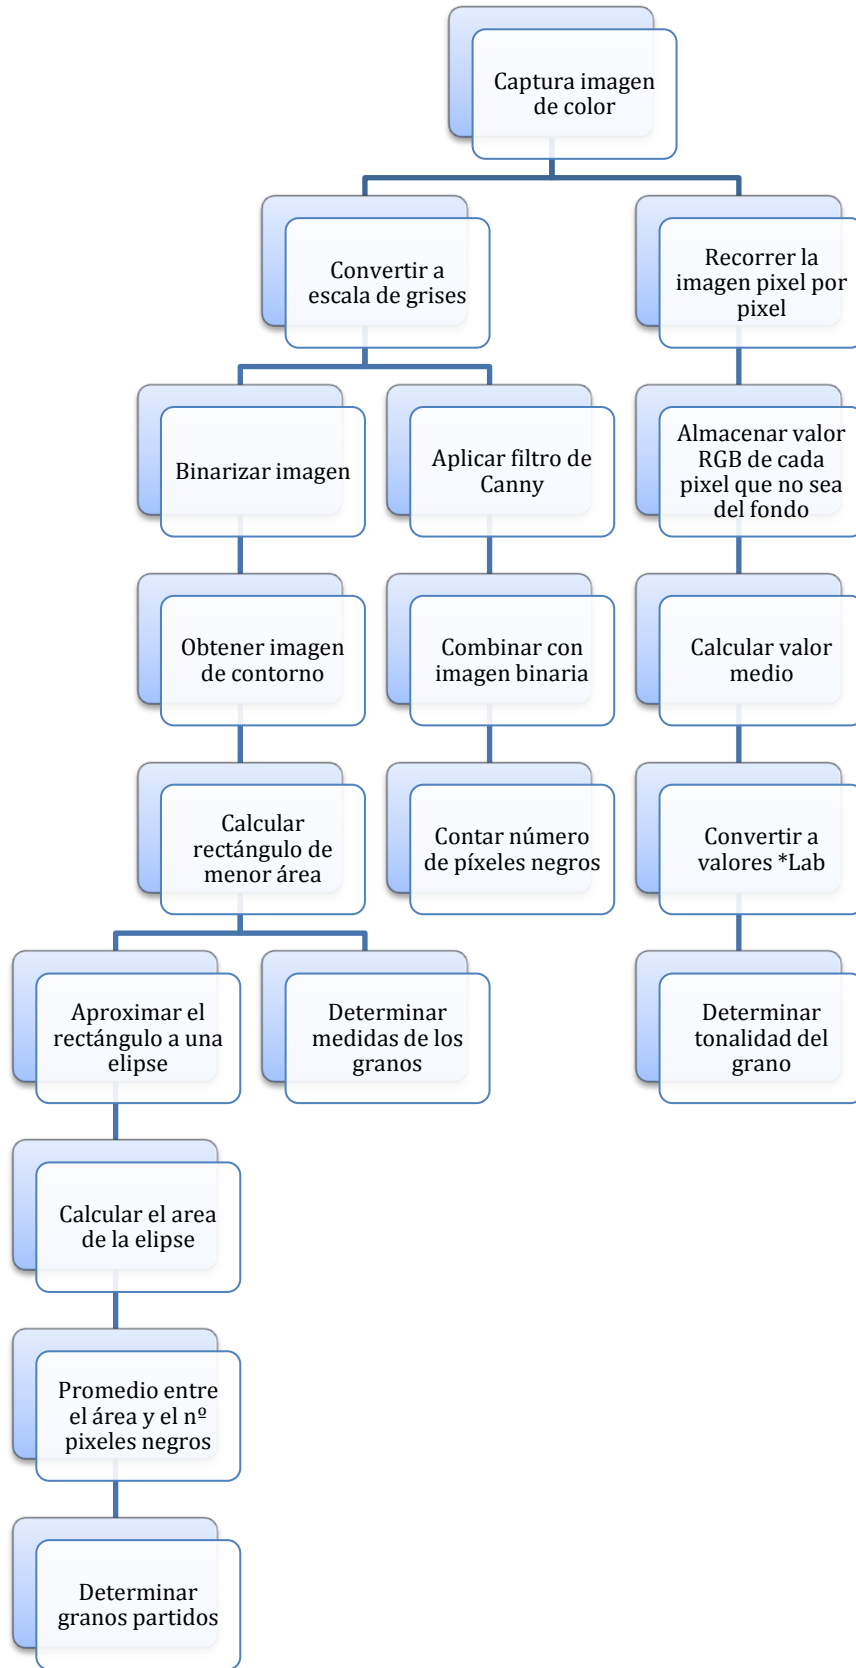 Captura imagen
de color
Convertir a
escala de grises
Recorrer la
imagen pixel por
pixel
Binarizar imagen
Aplicar filtro de
Canny
Almacenar valor
RGB de cada
pixel que no sea
del fondo
Obtener imagen
de contorno
Combinar con
imagen binaria
Calcular valor
medio
Calcular
rectángulo de
menor área
Contar número
de píxeles negros
Convertir a
valores *Lab
Aproximar el
rectángulo a una
elipse
Determinar
medidas de los
granos
Determinar
tonalidad del
grano
Calcular el area
de la elipse
Promedio entre
el área y el nº
pixeles negros
Determinar
granos partidos